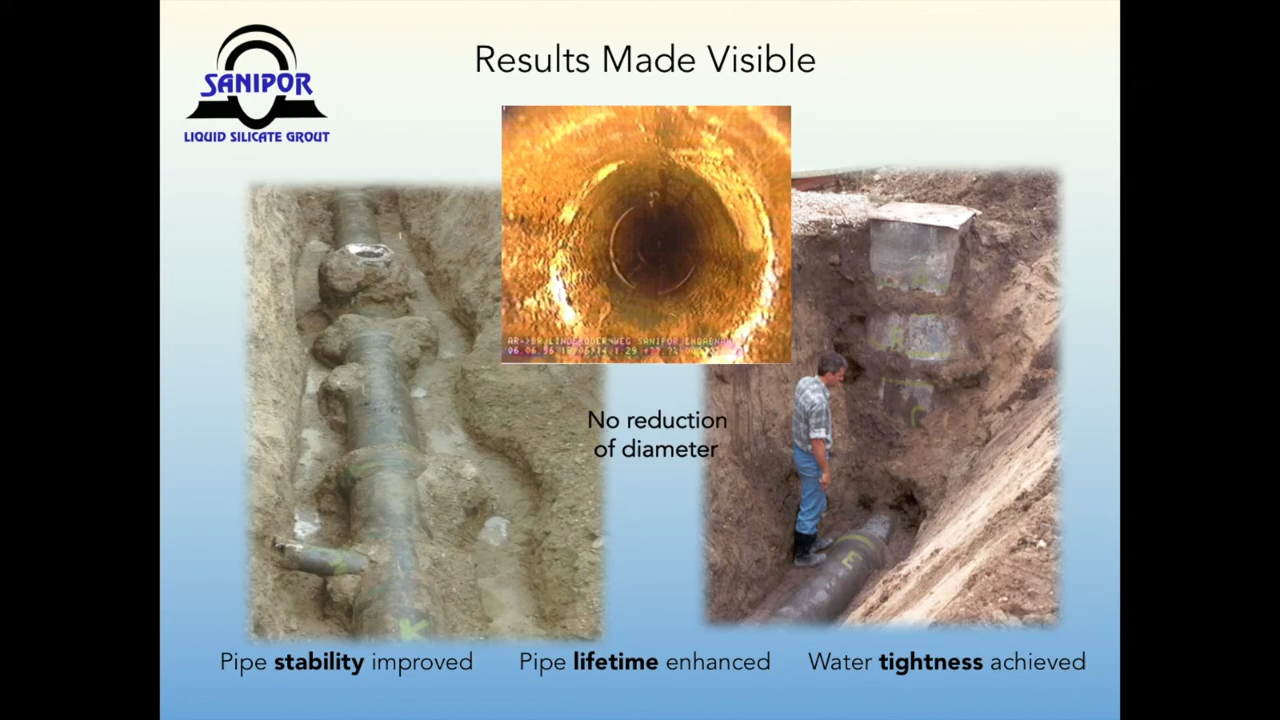 Results Made Visible
SANIPOR
LIQUID SILICATE GROUT
No reduction
of diameter
E
K
Pipe stability improved
Pipe lifetime enhanced
Water tightness achieved